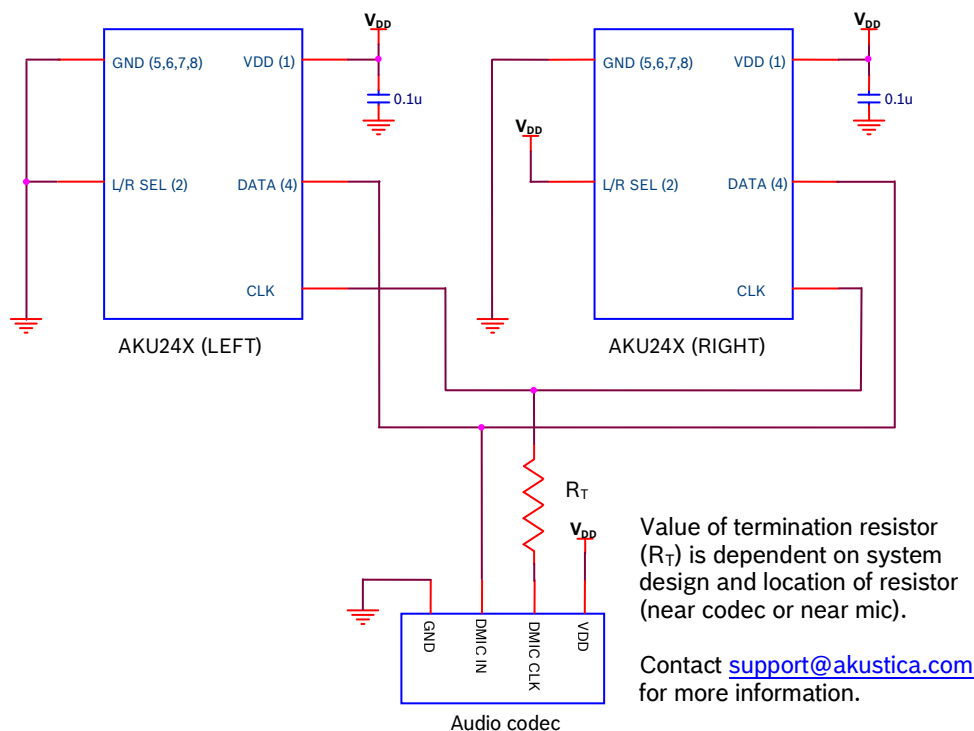 VDD
VDD
GND (5,6,7,8)
VDD (1)
GND (5,6,7,8)
VDD (1)
0.1u
0.1u
VDD
L/R SEL (2)
DATA (4)
L/R SEL (2)
DATA (4)
CLK
CLK
AKU24X (LEFT)
AKU24X (RIGHT)
RT
VDD
Value of termination resistor
(RT) is dependent on system
design and location of resistor
(near codec or near mic).
GND
DMIC IN
DMIC CLK
VDD
Contact support@akustica.com
for more information.
Audio codec